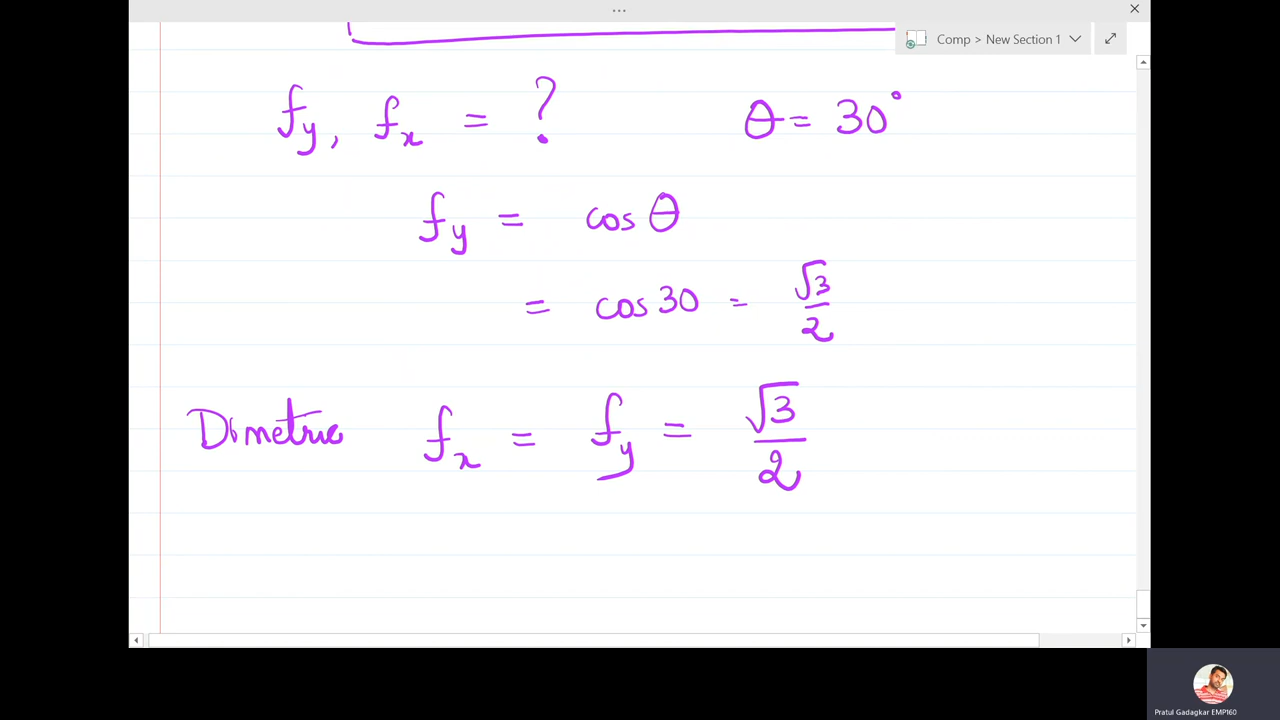 ...
Comp > New Section 1
fy, fx = ? θ = 30°
fy = cos θ
= cos 30 = √3/2
Dimetric fx = fy = √3/2
Pratul Gadagkar EMP160